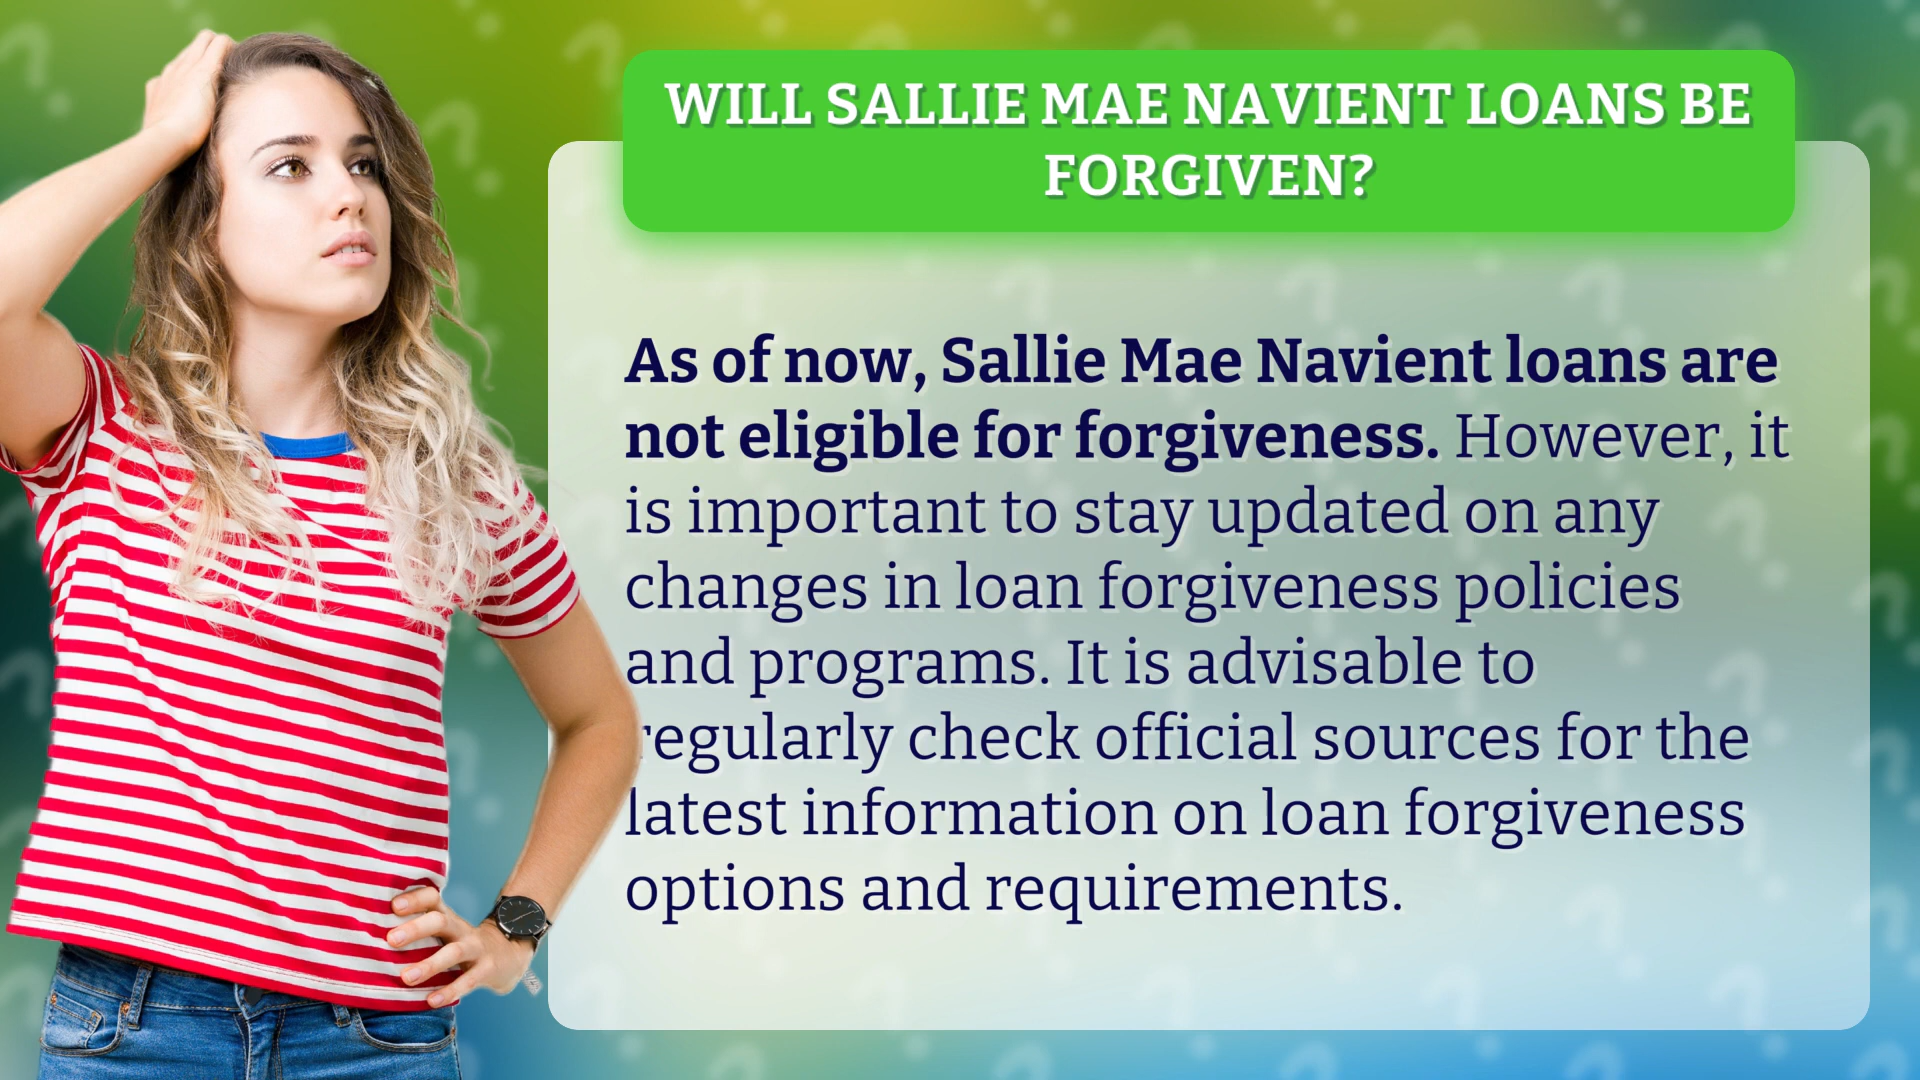 WILL SALLIE MAE NAVIENT LOANS BE
FORGIVEN?
As of now, Sallie Mae Navient loans are
not eligible for forgiveness. However, it
is important to stay updated on any
changes in loan forgiveness policies
and programs. It is advisable to
regularly check official sources for the
latest information on loan forgiveness
options and requirements.